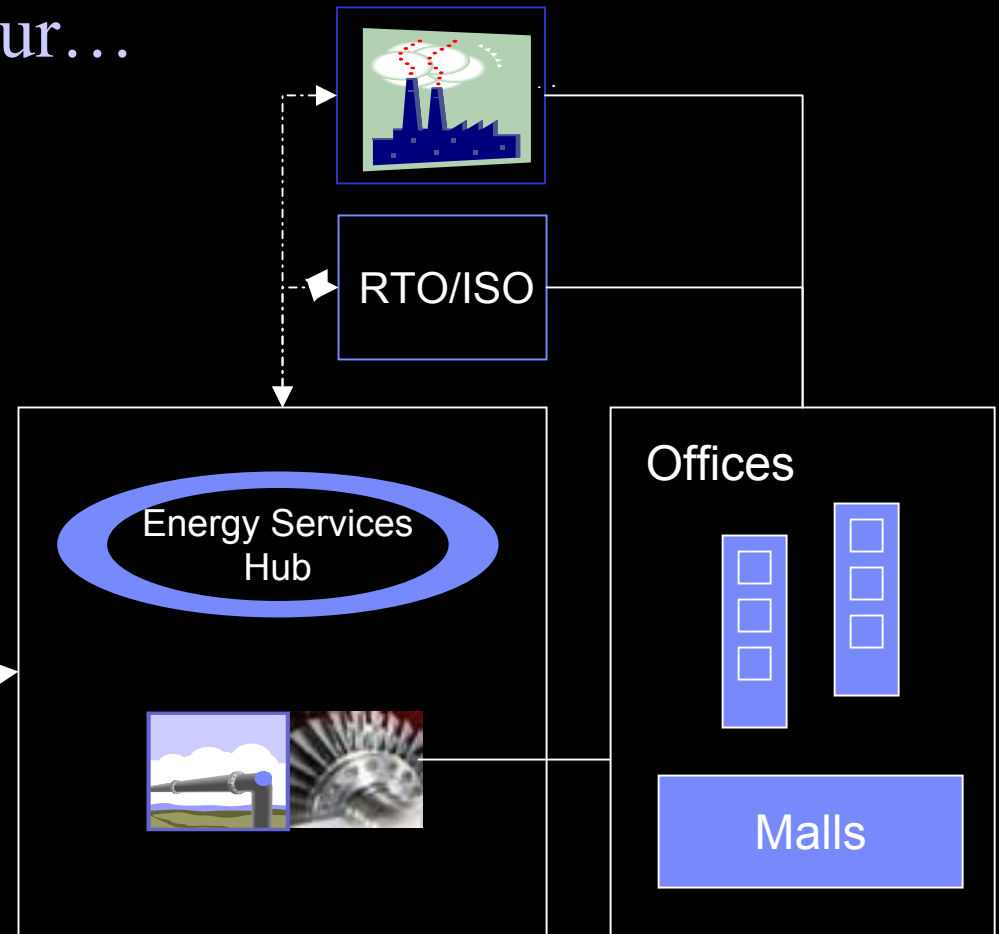 ur…
RTO/ISO
Offices
Energy Services
Hub
Malls